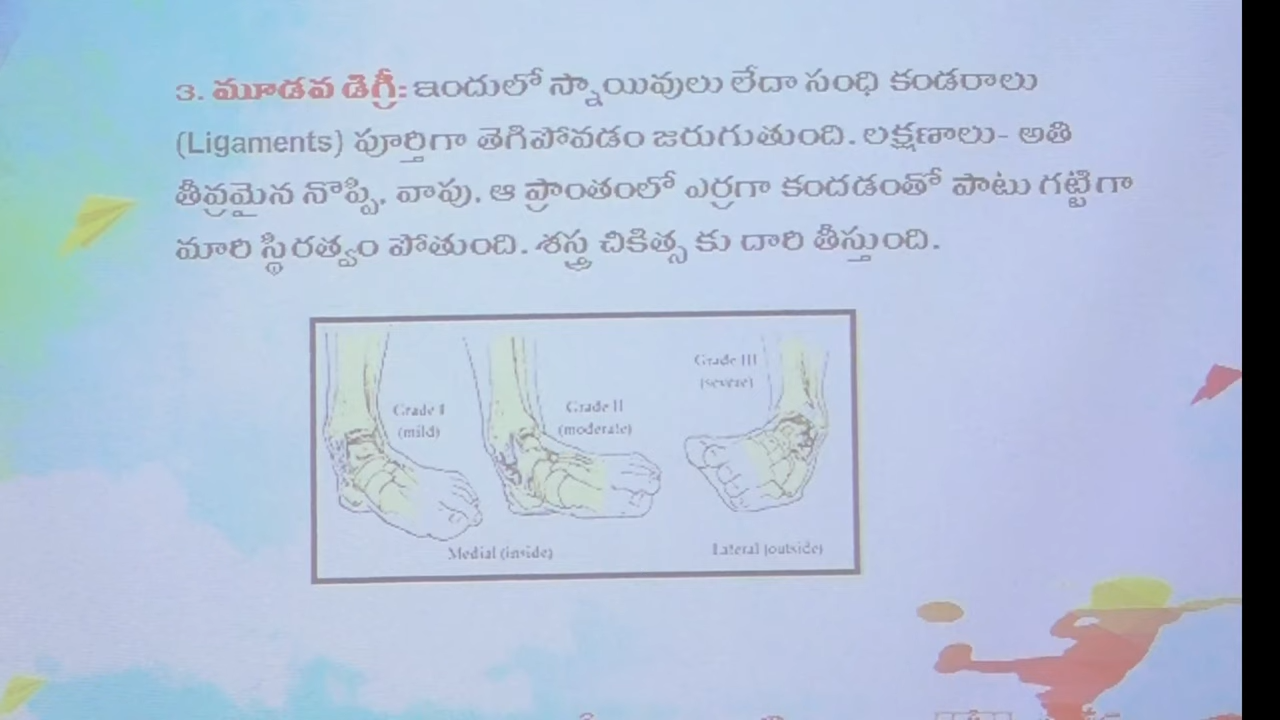 3. మూడవ డెగ్రీ: ఇందులో స్నాయివులు లేదా సంధి కండరాలు
(Ligaments) పూర్తిగా తెగిపోవడం జరుగుతుంది. లక్షణాలు- అతి
తీవ్రమైన నొప్పి, వాపు, ఆ ప్రాంతంలో ఎర్రగా కందడంతో పాటు గట్టిగా
మారి స్థిరత్వం పోతుంది. శస్త్ర చికిత్స కు దారి తీస్తుంది.
Grade III
(severe)
Grade I
(mild)
Grade II
(moderate)
Medial (inside)
Lateral (outside)